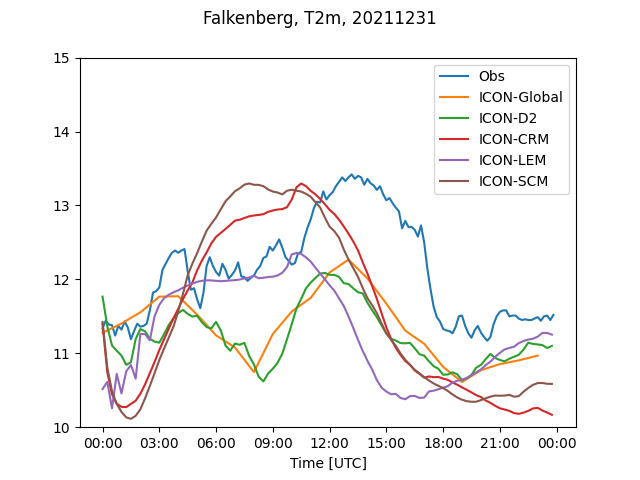 Falkenberg, T2m, 20211231
15
14
13
12
11
10
Obs
ICON-Global
ICON-D2
ICON-CRM
ICON-LEM
ICON-SCM
00:00 03:00 06:00 09:00 12:00 15:00 18:00 21:00 00:00
Time [UTC]